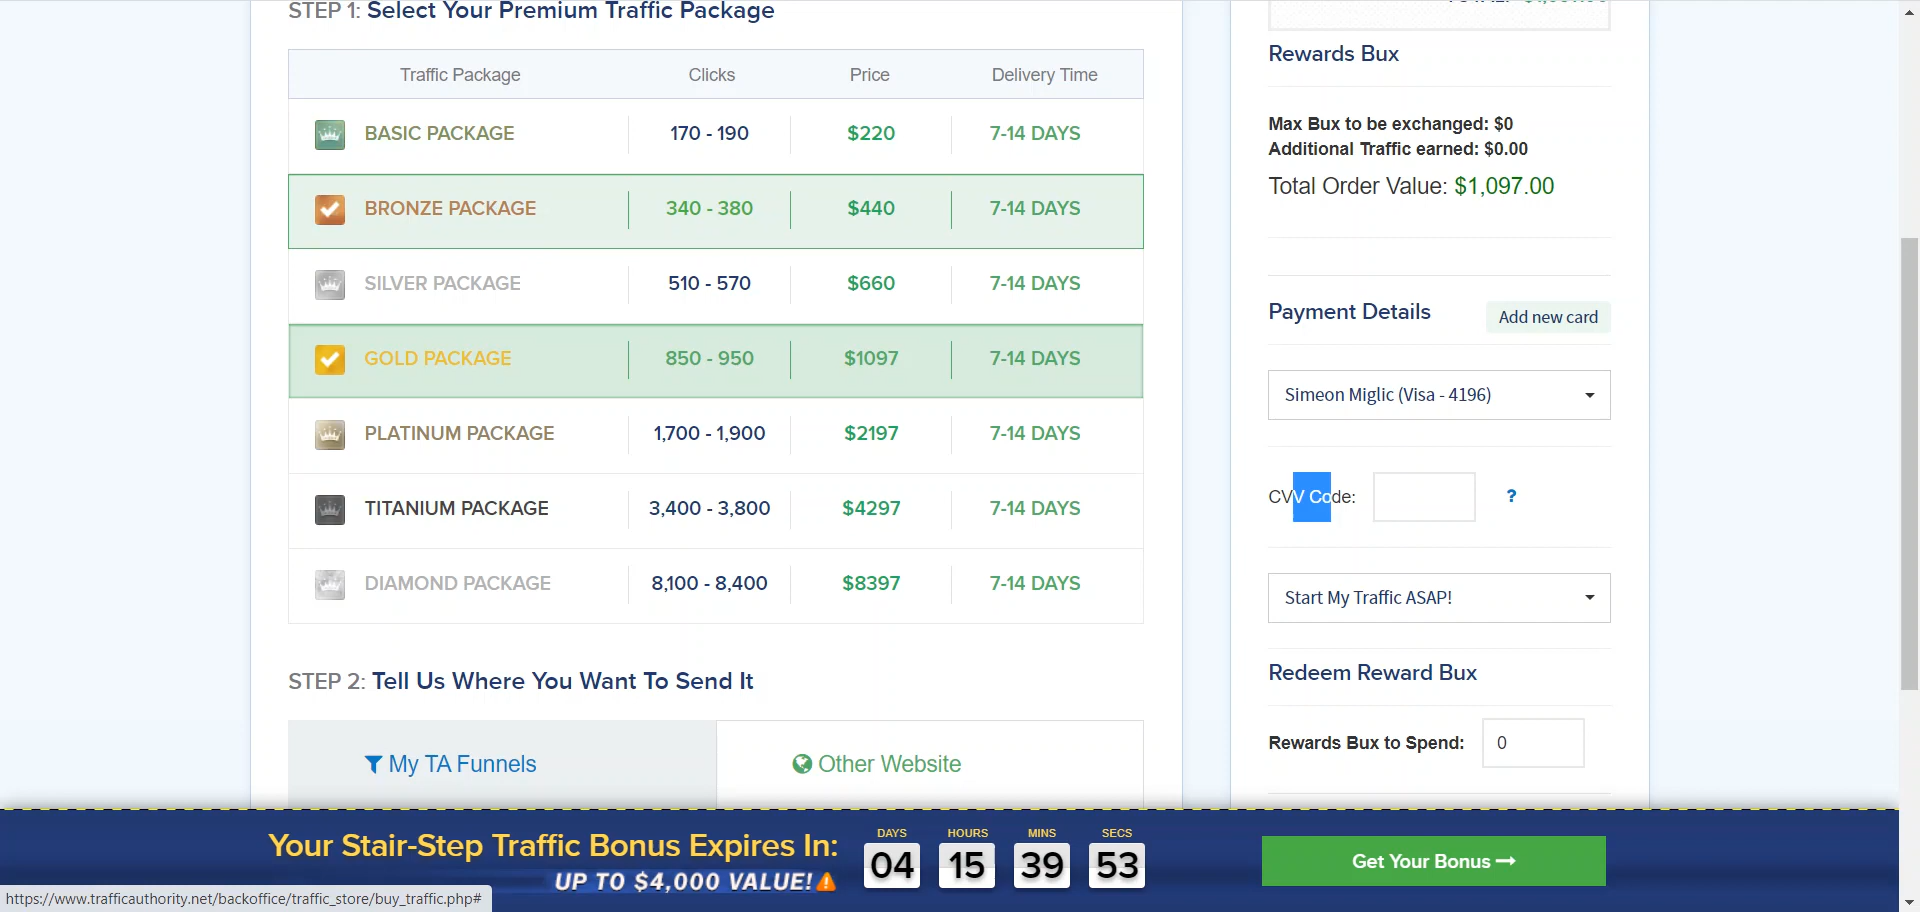 STEP 1: Select Your Premium Traffic Package
Traffic Package Clicks Price Delivery Time
BASIC PACKAGE 170 - 190 $220 7-14 DAYS
BRONZE PACKAGE 340 - 380 $440 7-14 DAYS
SILVER PACKAGE 510 - 570 $660 7-14 DAYS
GOLD PACKAGE 850 - 950 $1097 7-14 DAYS
PLATINUM PACKAGE 1,700 - 1,900 $2197 7-14 DAYS
TITANIUM PACKAGE 3,400 - 3,800 $4297 7-14 DAYS
DIAMOND PACKAGE 8,100 - 8,400 $8397 7-14 DAYS
STEP 2: Tell Us Where You Want To Send It
My TA Funnels
Other Website
Rewards Bux
Max Bux to be exchanged: $0
Additional Traffic earned: $0.00
Total Order Value: $1,097.00
Payment Details
Add new card
Simeon Miglic (Visa - 4196)
CVV Code: ?
Start My Traffic ASAP!
Redeem Reward Bux
Rewards Bux to Spend: 0
Your Stair-Step Traffic Bonus Expires In:
UP TO $4,000 VALUE!
DAYS HOURS MINS SECS
04 15 39 53
Get Your Bonus
https://www.trafficauthority.net/backoffice/traffic_store/buy_traffic.php#